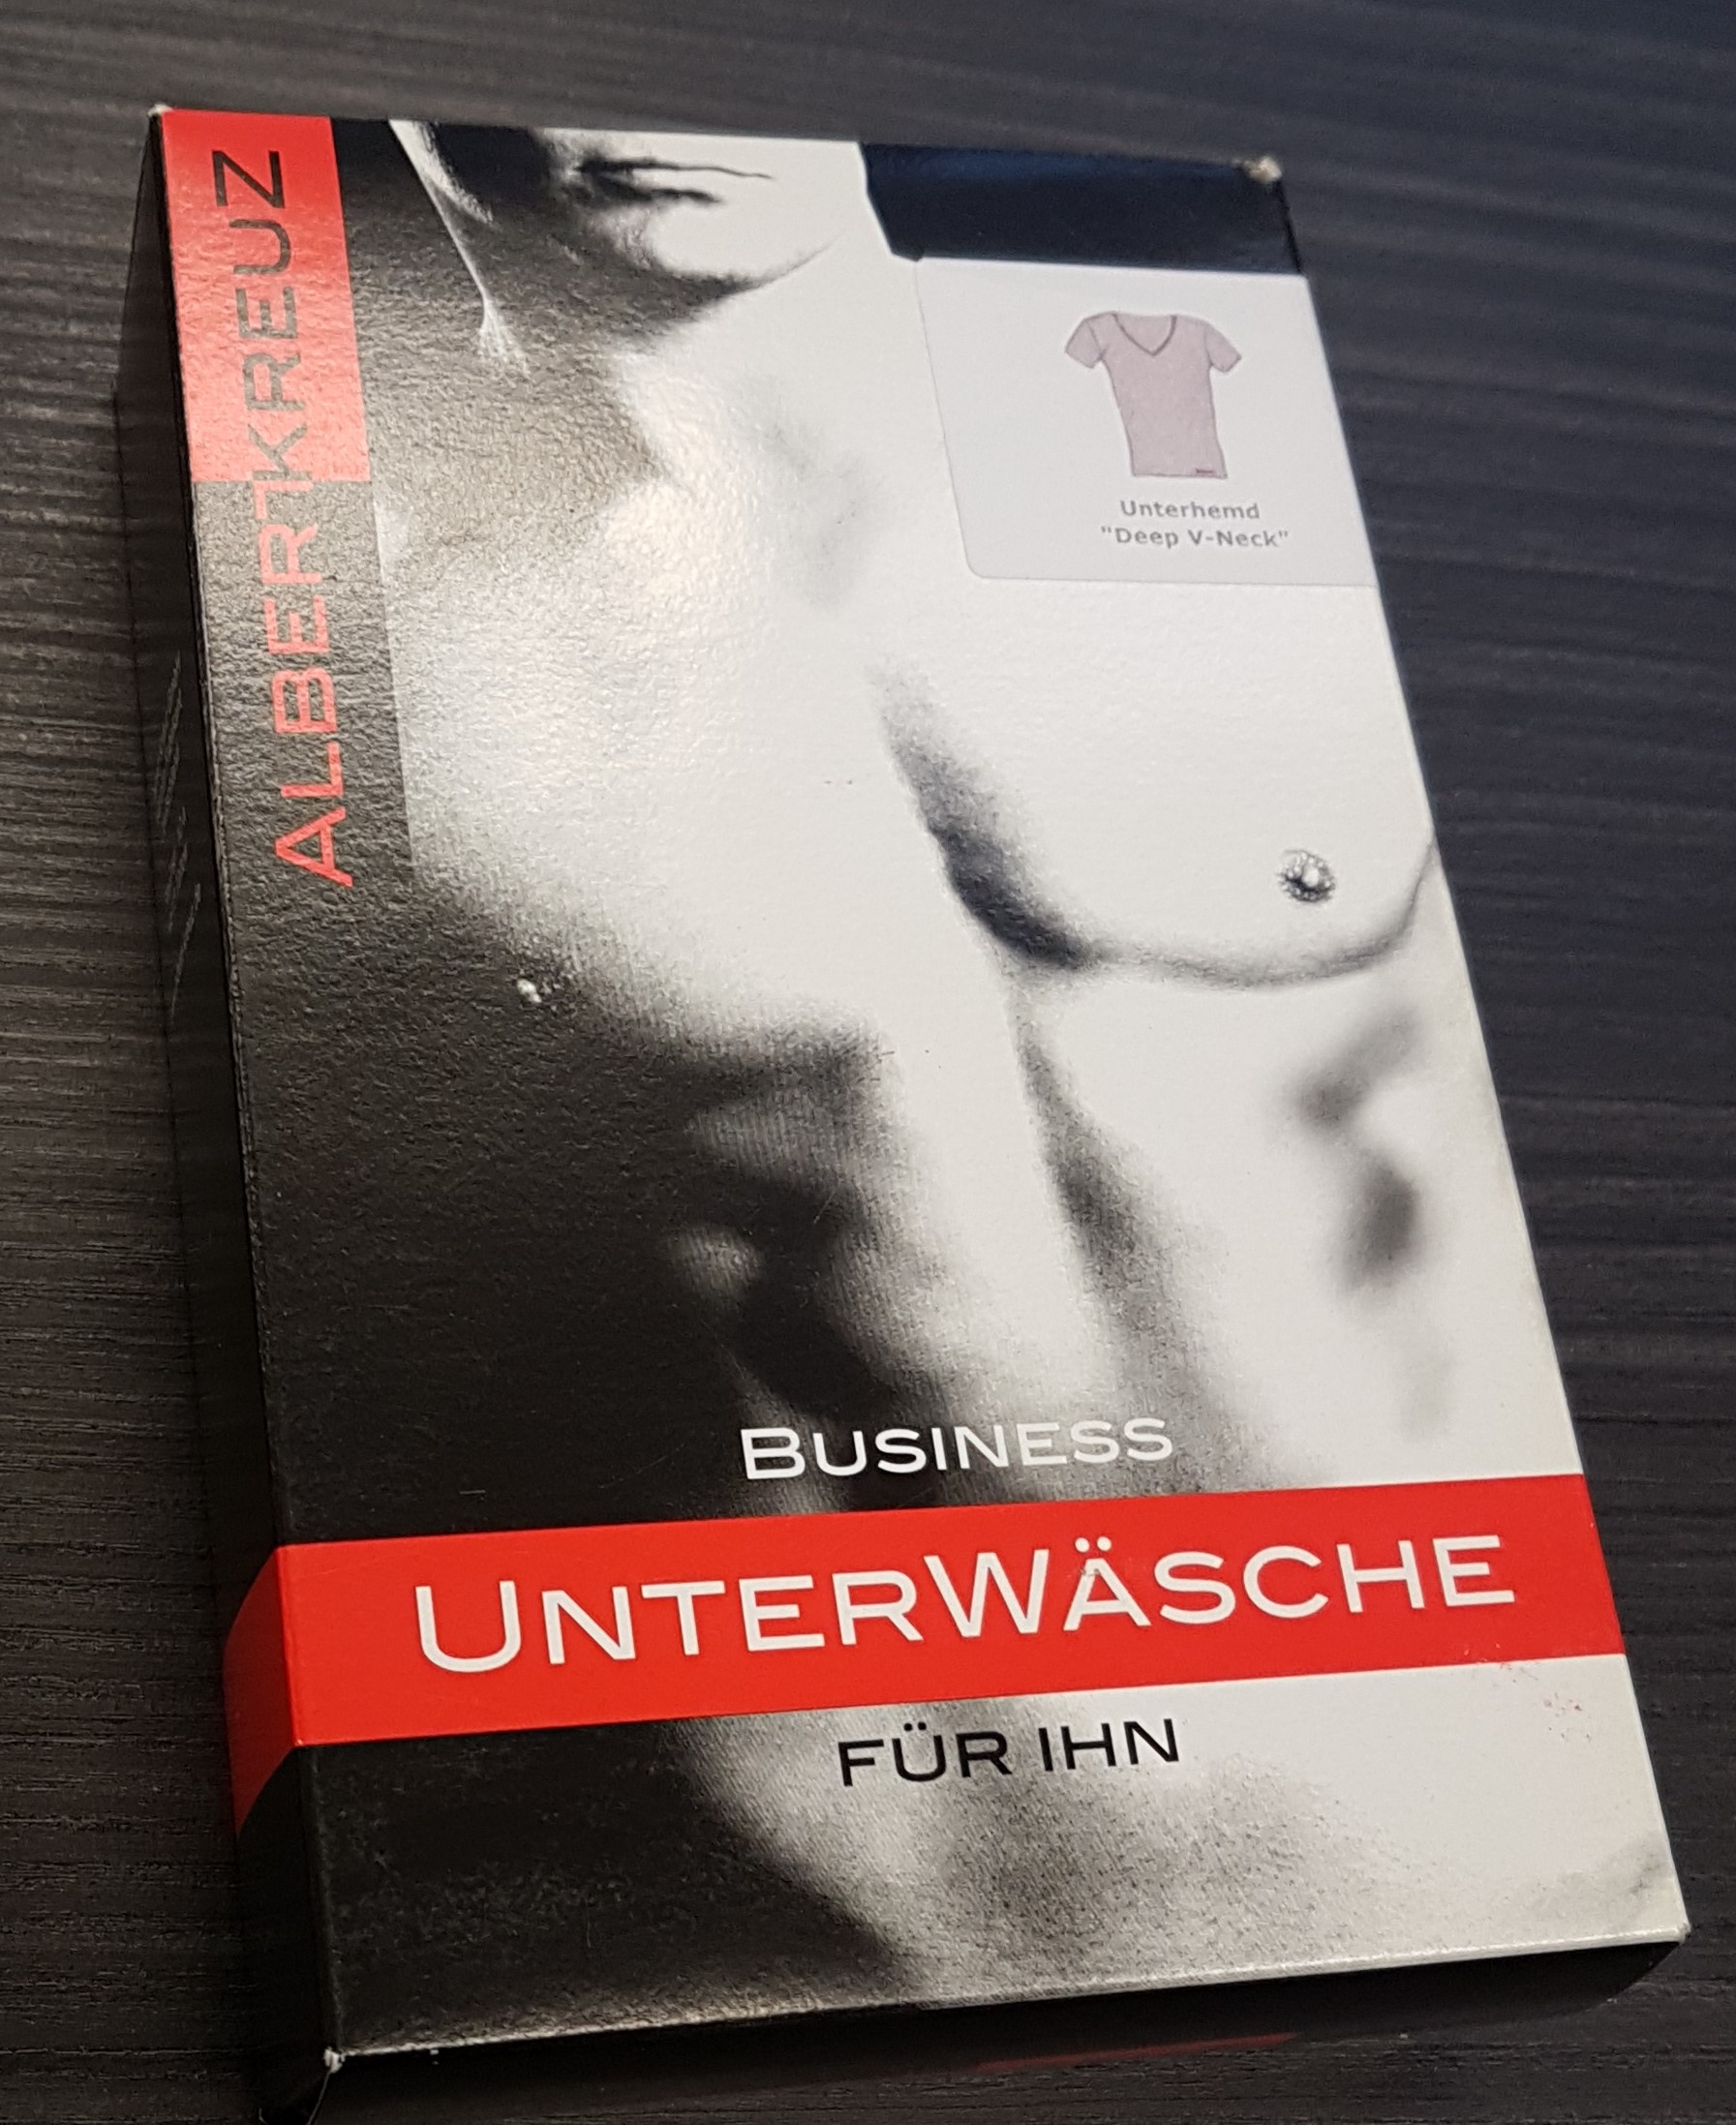 ALBERTKREUZ
Unterhemd
"Deep V-Neck"
BUSINESS
UNTERWÄSCHE
FÜR IHN